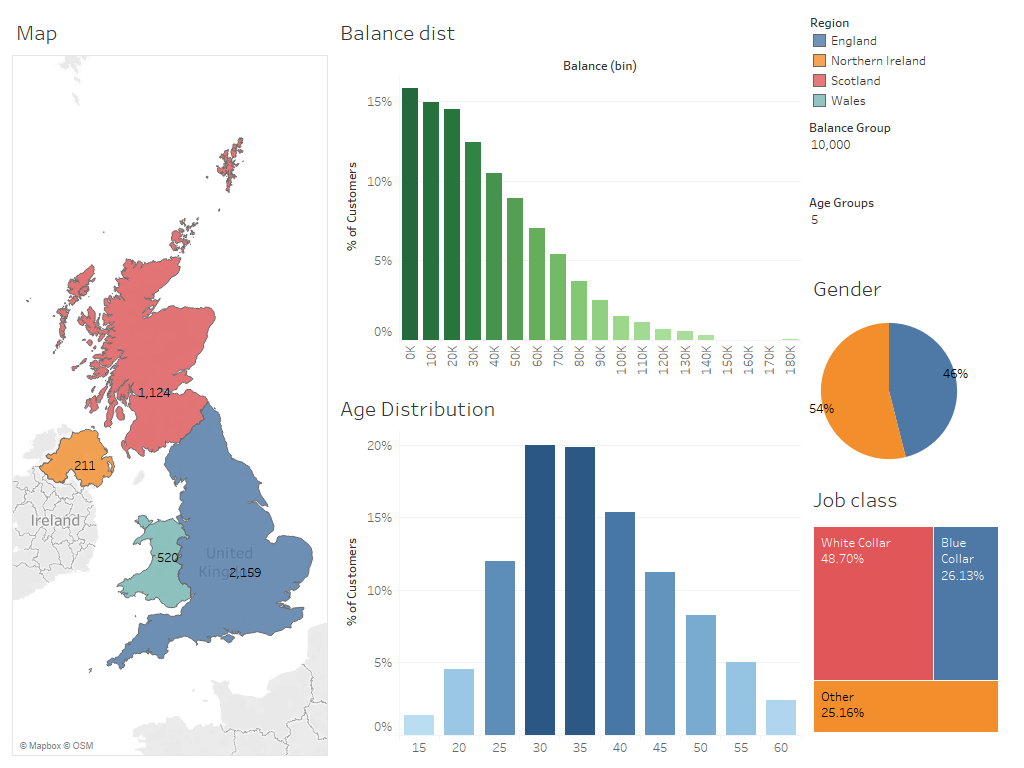 Map
1,124
211
Ireland
520
United
Kingdom
2,159
© Mapbox © OSM
Balance dist
Balance (bin)
% of Customers
15%
10%
5%
0%
0K 10K 20K 30K 40K 50K 60K 70K 80K 90K 100K 110K 120K 130K 140K 150K 160K 170K 180K
Age Distribution
% of Customers
20%
15%
10%
5%
0%
15 20 25 30 35 40 45 50 55 60
Region
England
Northern Ireland
Scotland
Wales
Balance Group
10,000
Age Groups
5
Gender
46%
54%
Job class
White Collar
48.70%
Blue
Collar
26.13%
Other
25.16%